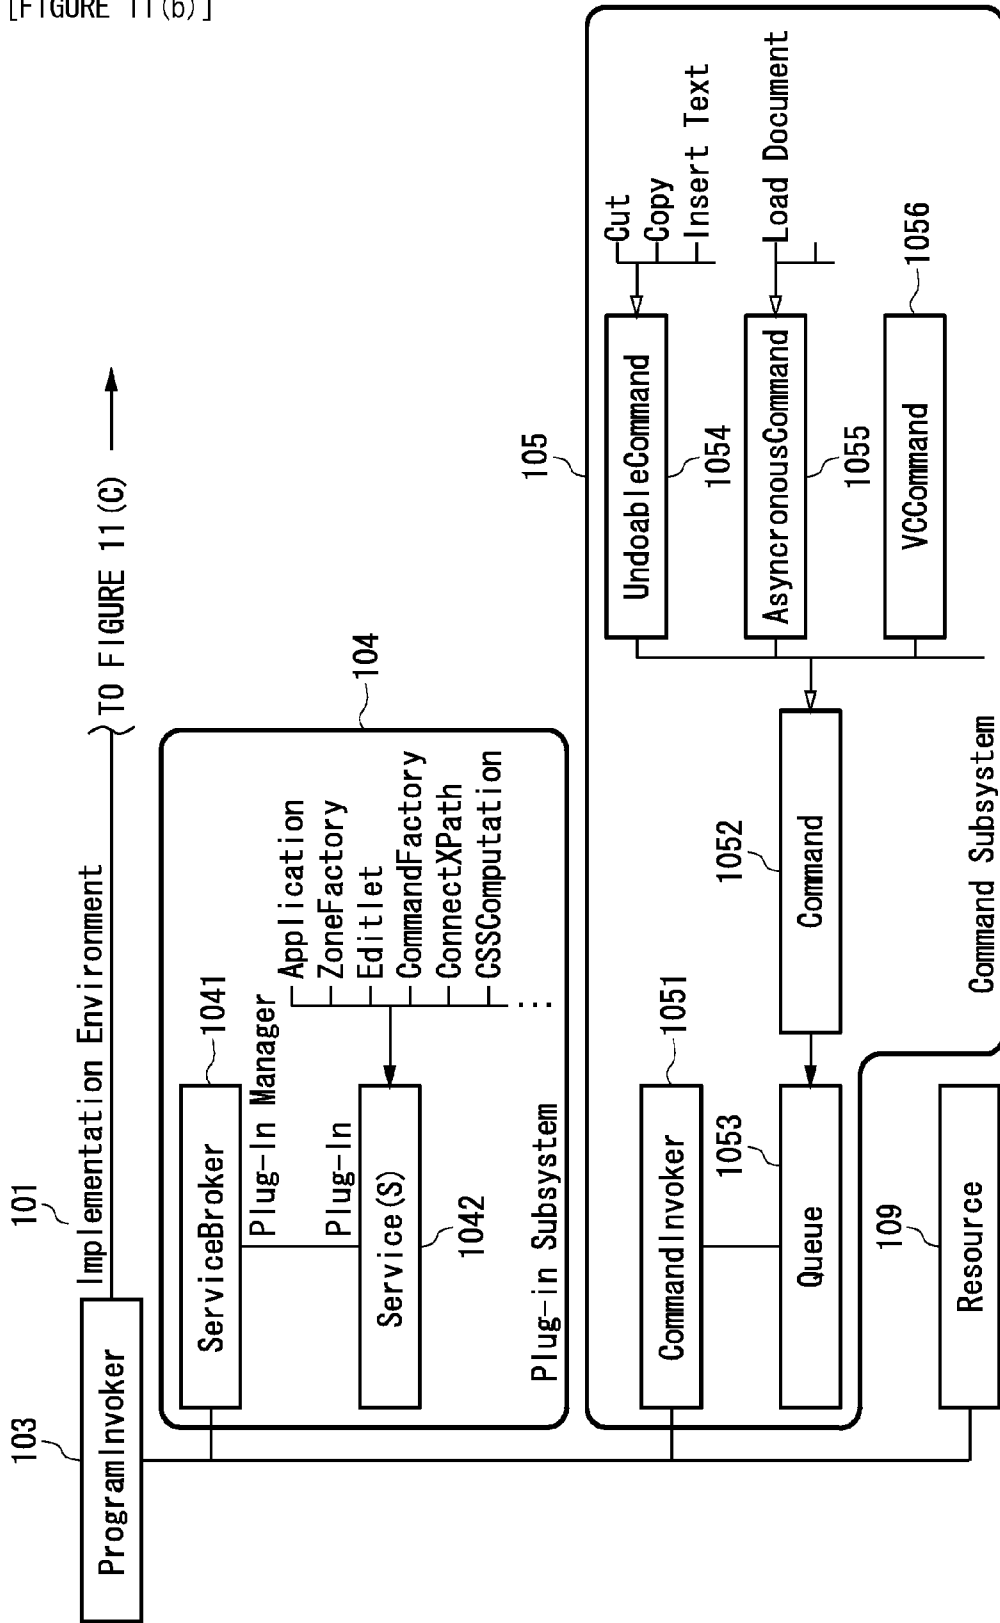 [FIGURE 11(b)]
101
Implementation Environment
TO FIGURE 11(C)
103
ProgramInvoker
104
1041
ServiceBroker
Plug-In Manager
Plug-In
Service(S)
1042
Application
ZoneFactory
Editlet
CommandFactory
ConnectXPath
CSSComputation
...
Plug-in Subsystem
105
1051
CommandInvoker
1053
Queue
1052
Command
UndoableCommand
1054
Cut
Copy
Insert Text
AsyncronousCommand
1055
Load Document
VCCommand
1056
Command Subsystem
109
Resource